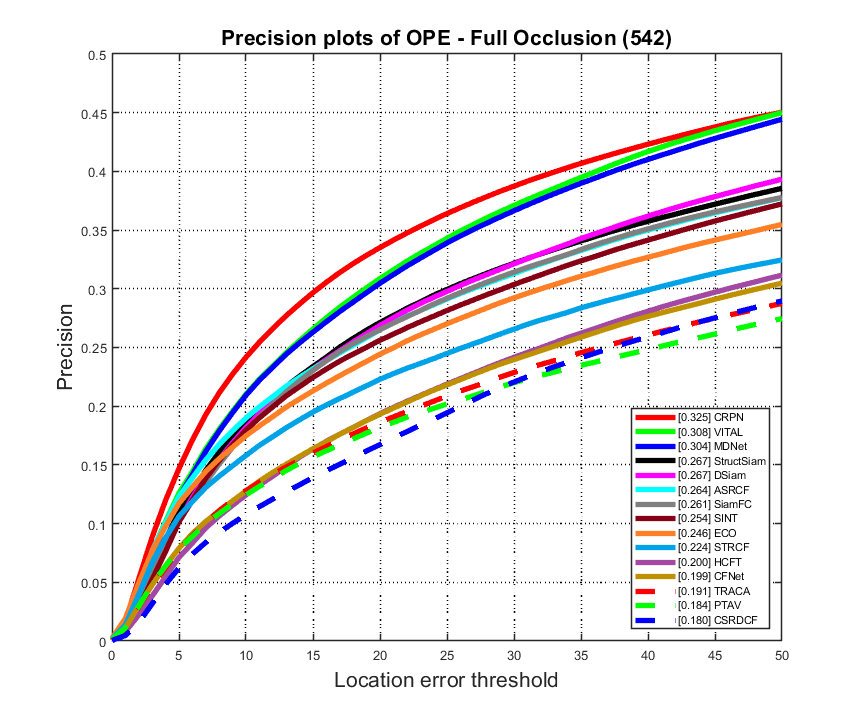 Precision plots of OPE - Full Occlusion (542)
0.5
0.45
0.4
0.35
0.3
0.25
0.2
0.15
0.1
0.05
0
Precision
[0.325] CRPN
[0.308] VITAL
[0.304] MDNet
[0.267] StructSiam
[0.267] DSiam
[0.264] ASRCF
[0.261] SiamFC
[0.254] SINT
[0.246] ECO
[0.224] STRCF
[0.200] HCFT
[0.199] CFNet
[0.191] TRACA
[0.184] PTAV
[0.180] CSRDCF
0 5 10 15 20 25 30 35 40 45 50
Location error threshold